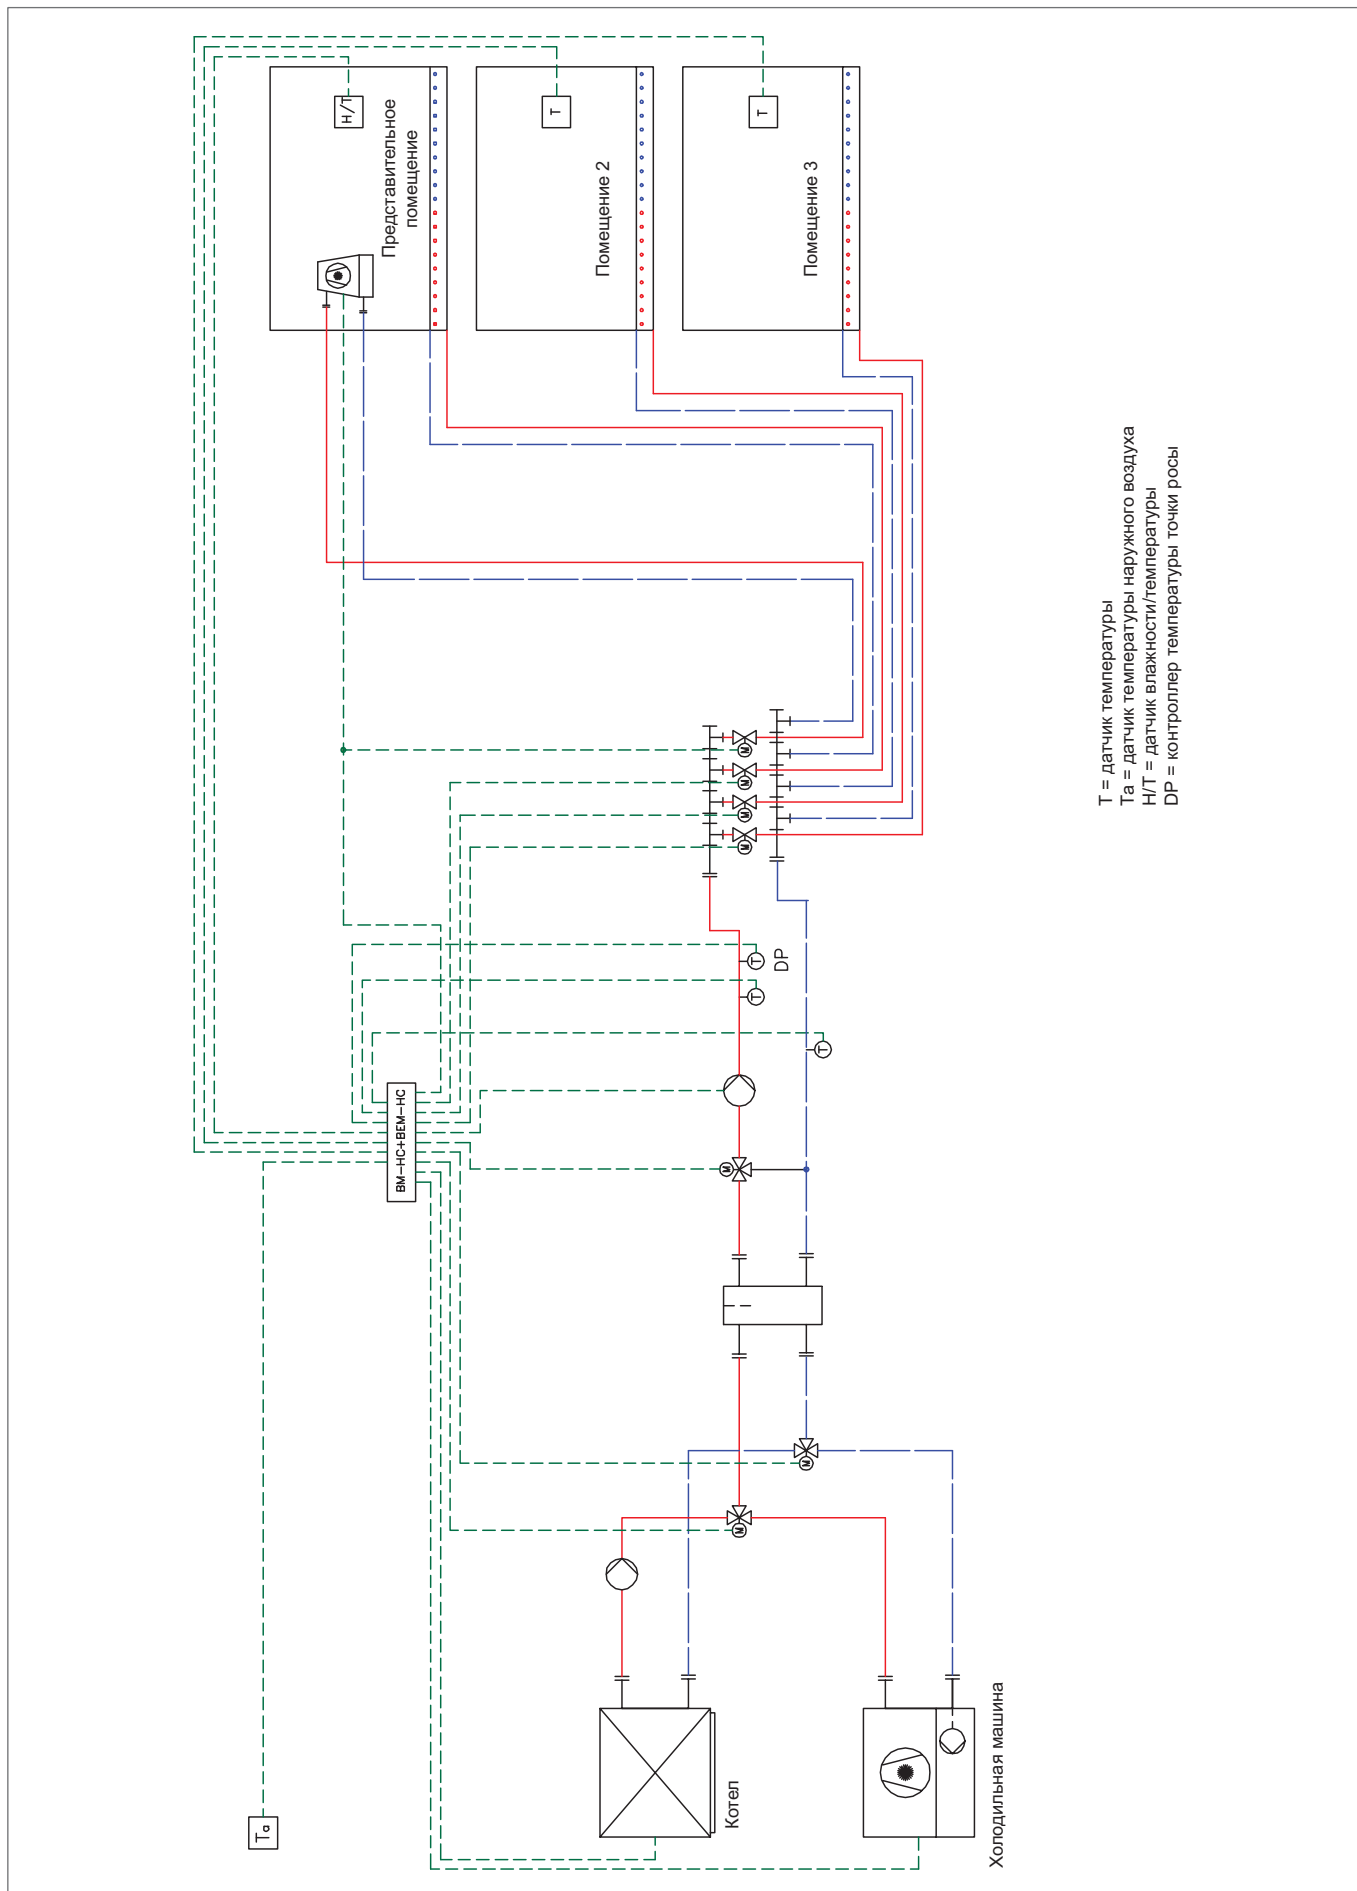 H/T
T
T
Представительное
помещение
Помещение 2
Помещение 3
M
M
M
M
T
DP
T
T
BM-HC+BEM-HC
M
M
M
Ta
Котел
Холодильная машина
T = датчик температуры
Ta = датчик температуры наружного воздуха
H/T = датчик влажности/температуры
DP = контроллер температуры точки росы